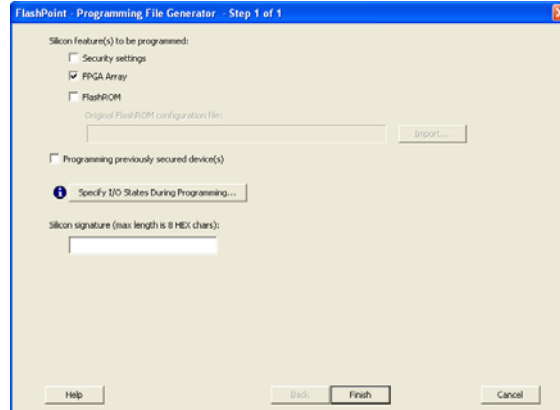 FlashPoint - Programming File Generator - Step 1 of 1
Silicon feature(s) to be programmed:
Security settings
FPGA Array
FlashROM
Original FlashROM configuration file:
Import...
Programming previously secured device(s)
Specify I/O States During Programming...
Silicon signature (max length is 8 HEX chars):
Help
Back
Finish
Cancel